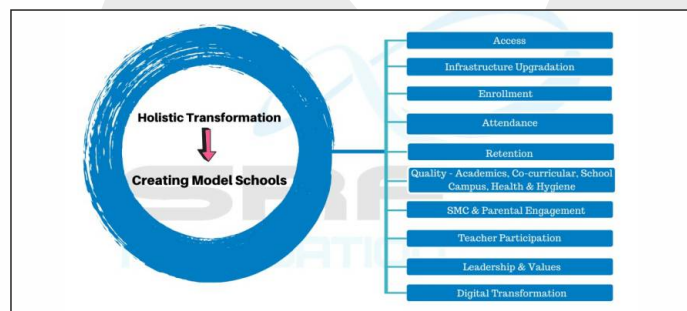 Holistic Transformation
Creating Model Schools
Access
Infrastructure Upgradation
Enrollment
Attendance
Retention
Quality - Academics, Co-curricular, School
Campus, Health & Hygiene
SMC & Parental Engagement
Teacher Participation
Leadership & Values
Digital Transformation
SRF